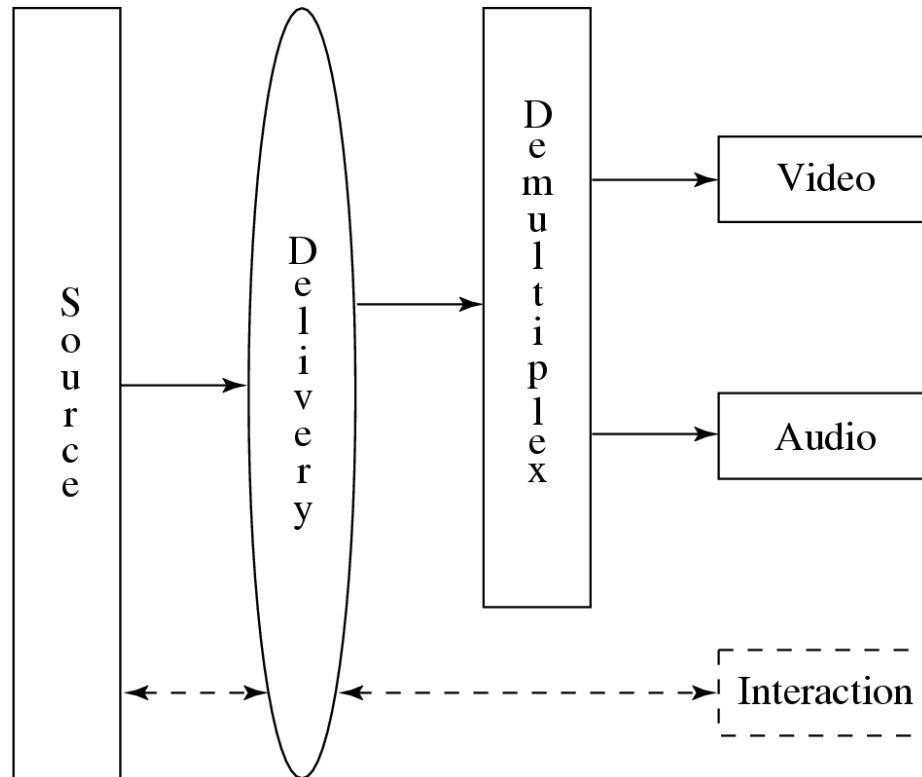 Source
Delivery
Demultiplex
Video
Audio
Interaction